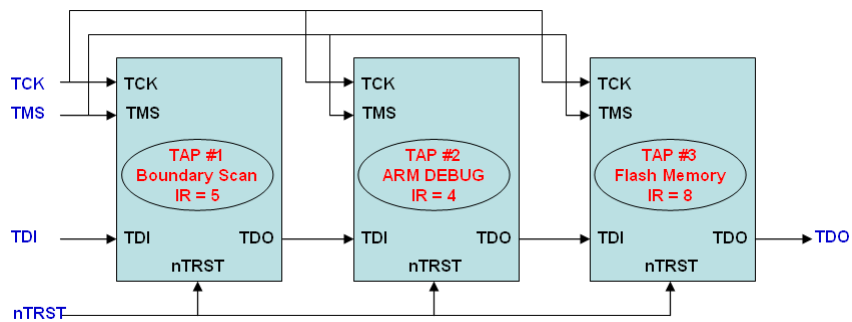 TCK
TMS
TDI
nTRST
TCK
TMS
TAP #1
Boundary Scan
IR = 5
TDI
TDO
nTRST
TCK
TMS
TAP #2
ARM DEBUG
IR = 4
TDI
TDO
nTRST
TCK
TMS
TAP #3
Flash Memory
IR = 8
TDI
TDO
nTRST
TDO